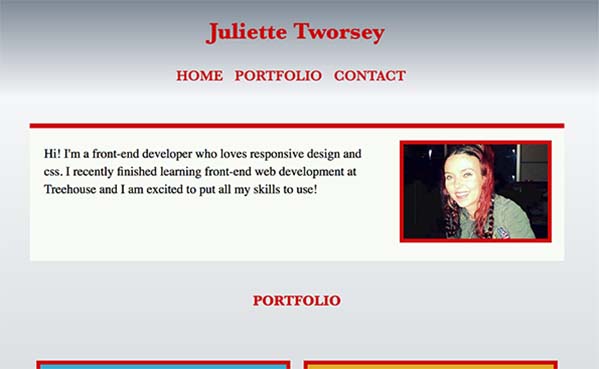 Juliette Tworsey
HOME PORTFOLIO CONTACT
Hi! I'm a front-end developer who loves responsive design and
css. I recently finished learning front-end web development at
Treehouse and I am excited to put all my skills to use!
PORTFOLIO